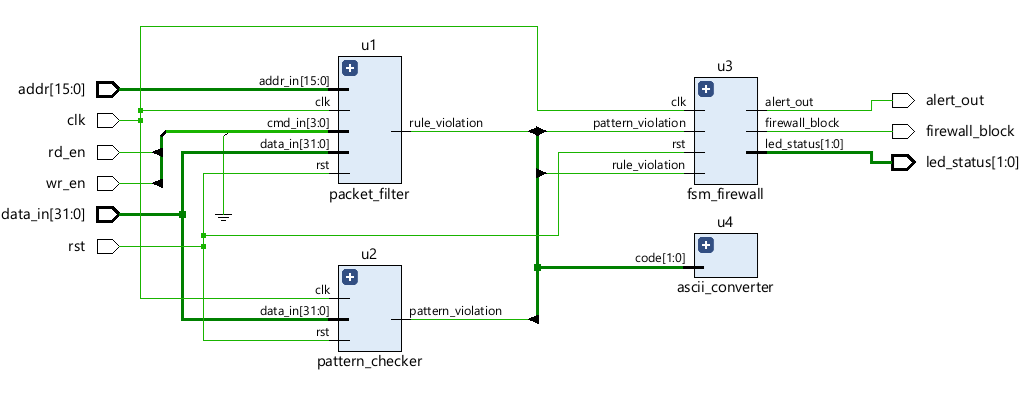 u1
addr_in[15:0]
clk
cmd_in[3:0]
data_in[31:0]
rst
rule_violation
packet_filter
addr[15:0]
clk
rd_en
wr_en
data_in[31:0]
rst
u2
clk
data_in[31:0]
rst
pattern_violation
pattern_checker
u3
clk
pattern_violation
rst
rule_violation
alert_out
firewall_block
led_status[1:0]
fsm_firewall
alert_out
firewall_block
led_status[1:0]
u4
code[1:0]
ascii_converter